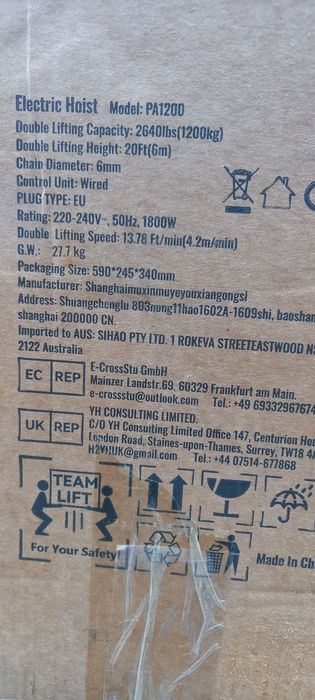 Electric Hoist Model: PA1200
Double Lifting Capacity: 2640lbs(1200kg)
Double Lifting Height: 20Ft(6m)
Chain Diameter: 6mm
Control Unit: Wired
PLUG TYPE: EU
Rating: 220-240V~, 50Hz, 1800W
Double Lifting Speed: 13.78 Ft/min(4.2m/min)
G.W.: 27.7 kg
Packaging Size: 590*245*340mm
Manufacturer: Shanghaimuxinmuyeyouxiangongsi
Address: Shuangchenglu 803nong11hao1602A-1609shi, baoshan
shanghai 200000 CN.
Imported to AUS: SIHAO PTY LTD. 1 ROKEVA STREETEASTWOOD NS
2122 Australia
EC REP
E-CrossStu GmbH
Mainzer Landstr.69, 60329 Frankfurt am Main.
e-crossstu@outlook.com Tel.: +49 69332967674
UK REP
YH CONSULTING LIMITED.
C/O YH Consulting Limited Office 147, Centurion Hou
London Road, Staines-upon-Thames, Surrey, TW18 4
H2YHUK@gmail.com Tel.: +44 07514-677868
TEAM
LIFT
For Your Safety
Made In Ch